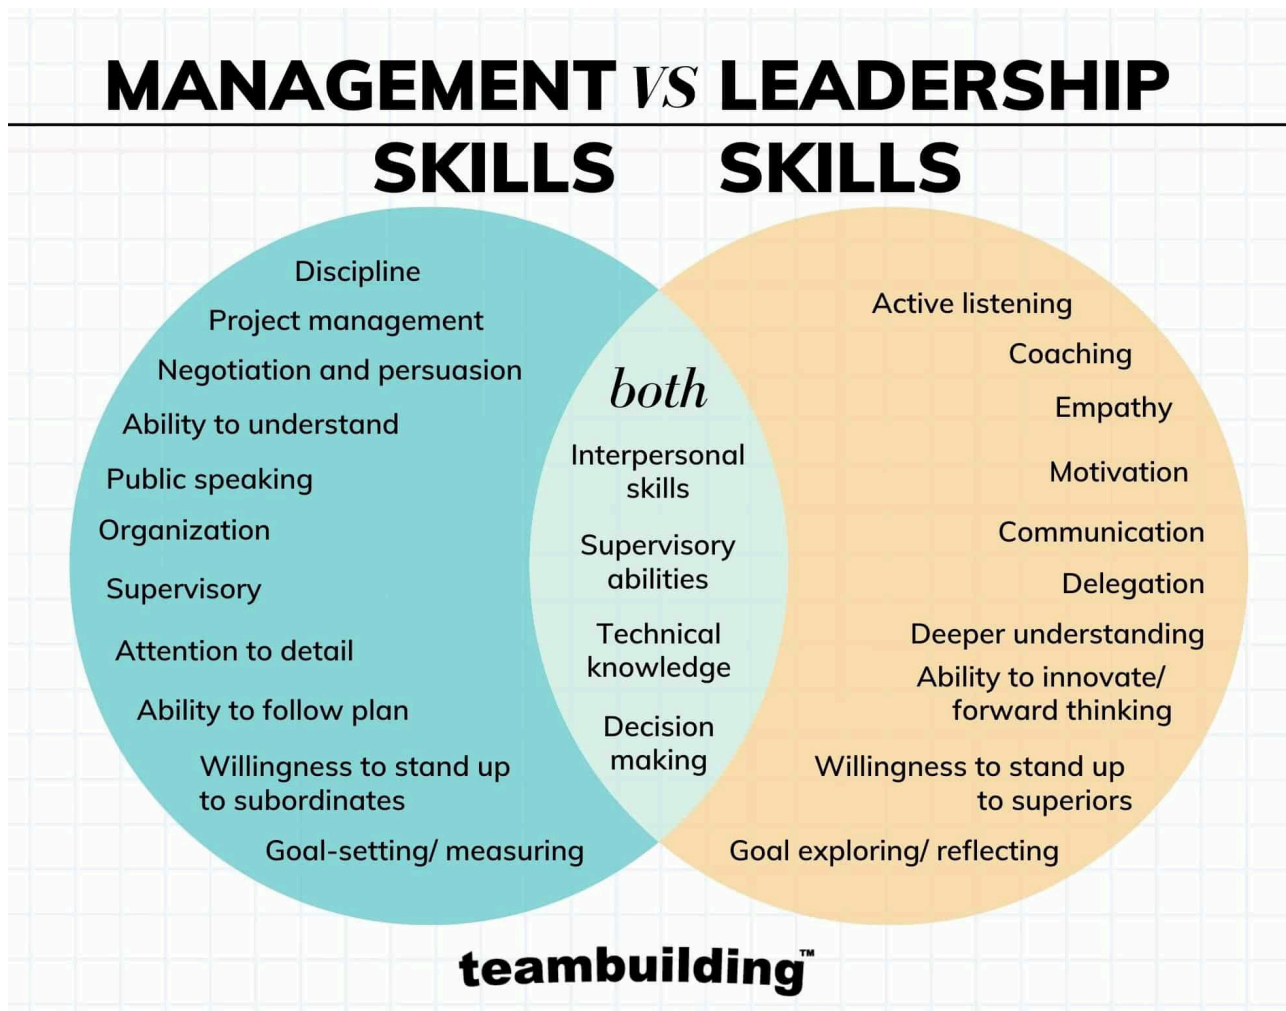 MANAGEMENT vs LEADERSHIP
SKILLS SKILLS
Discipline
Project management
Negotiation and persuasion
Ability to understand
Public speaking
Organization
Supervisory
Attention to detail
Ability to follow plan
Willingness to stand up
to subordinates
Goal-setting/ measuring
both
Interpersonal
skills
Supervisory
abilities
Technical
knowledge
Decision
making
Active listening
Coaching
Empathy
Motivation
Communication
Delegation
Deeper understanding
Ability to innovate/
forward thinking
Willingness to stand up
to superiors
Goal exploring/ reflecting
teambuilding™